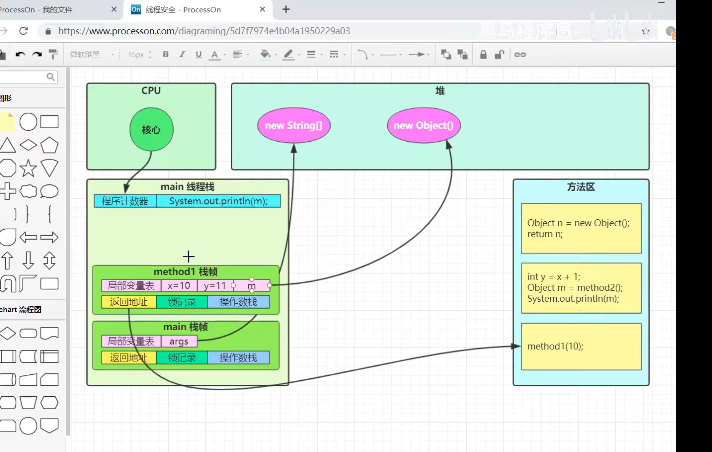 ProcessOn - 我的文件
线程安全 - ProcessOn
https://www.processon.com/diagraming/5d7f7974e4b04a1950229a03
微软雅黑
15px
B I U A
图形
chart 流程图
CPU
核心
堆
new String[]
new Object()
main 线程栈
程序计数器
System.out.println(m);
method1 栈帧
局部变量表
x=10
y=11
m
返回地址
锁记录
操作数栈
main 栈帧
局部变量表
args
返回地址
锁记录
操作数栈
方法区
Object n = new Object();
return n;
int y = x + 1;
Object m = method2();
System.out.println(m);
method1(10);